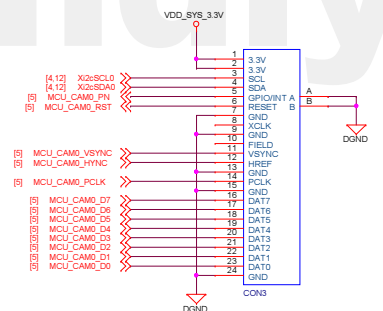 VDD_SYS_3.3V
1 3.3V
2 3.3V
[4,12] Xi2cSCL0 3 SCL
[4,12] Xi2cSDA0 4 SDA
[5] MCU_CAM0_PN 5 GPIO/INT A A
[5] MCU_CAM0_RST 6 RESET B B
7 GND
8 XCLK
9 GND
10 FIELD
[5] MCU_CAM0_VSYNC 11 VSYNC
[5] MCU_CAM0_HYNC 12 HREF
13 GND
[5] MCU_CAM0_PCLK 14 PCLK
15 GND
[5] MCU_CAM0_D7 16 DAT7
[5] MCU_CAM0_D6 17 DAT6
[5] MCU_CAM0_D5 18 DAT5
[5] MCU_CAM0_D4 19 DAT4
[5] MCU_CAM0_D3 20 DAT3
[5] MCU_CAM0_D2 21 DAT2
[5] MCU_CAM0_D1 22 DAT1
[5] MCU_CAM0_D0 23 DAT0
24 GND
DGND
CON3
DGND